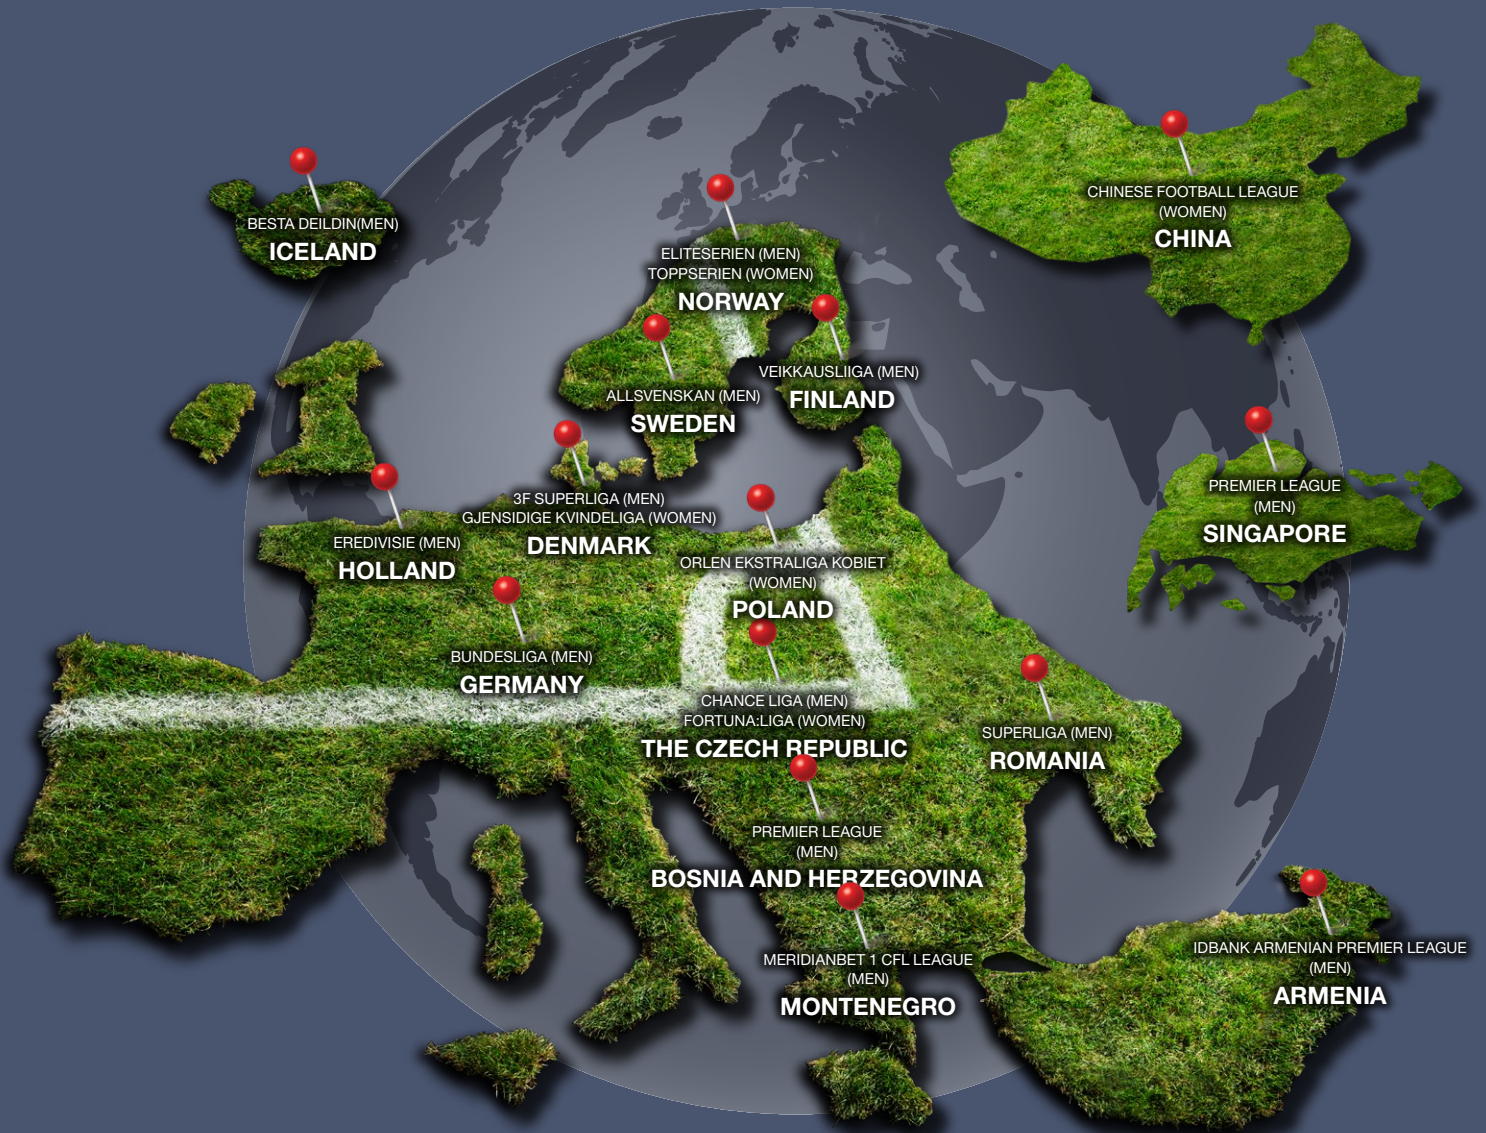 CHINESE FOOTBALL LEAGUE
(WOMEN)
CHINA
BESTA DEILDIN(MEN)
ICELAND
ELITESERIEN (MEN)
TOPPSERIEN (WOMEN)
NORWAY
VEIKKAUSLIIGA (MEN)
FINLAND
ALLSVENSKAN (MEN)
SWEDEN
PREMIER LEAGUE
(MEN)
SINGAPORE
3F SUPERLIGA (MEN)
GJENSIDIGE KVINDELIGA (WOMEN)
DENMARK
EREDIVISIE (MEN)
HOLLAND
ORLEN EKSTRALIGA KOBIET
(WOMEN)
POLAND
BUNDESLIGA (MEN)
GERMANY
CHANCE LIGA (MEN)
FORTUNA:LIGA (WOMEN)
THE CZECH REPUBLIC
SUPERLIGA (MEN)
ROMANIA
PREMIER LEAGUE
(MEN)
BOSNIA AND HERZEGOVINA
MERIDIANBET 1 CFL LEAGUE
(MEN)
MONTENEGRO
IDBANK ARMENIAN PREMIER LEAGUE
(MEN)
ARMENIA